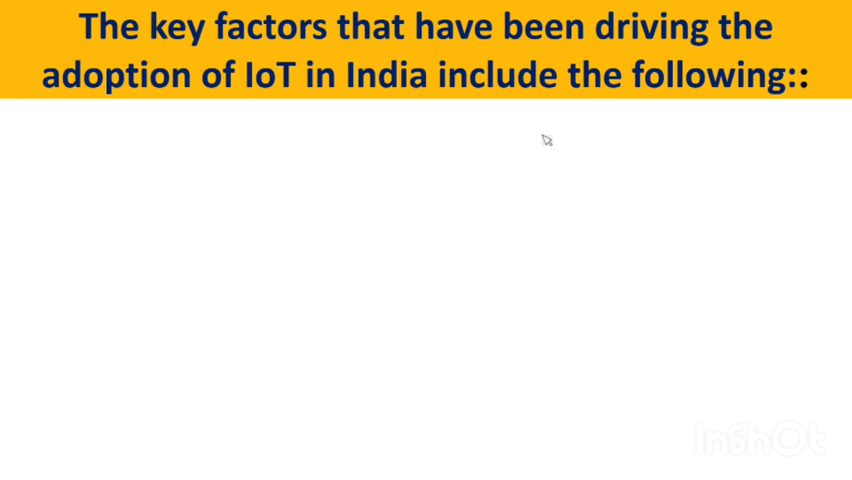 The key factors that have been driving the
adoption of IoT in India include the following::
InShOt